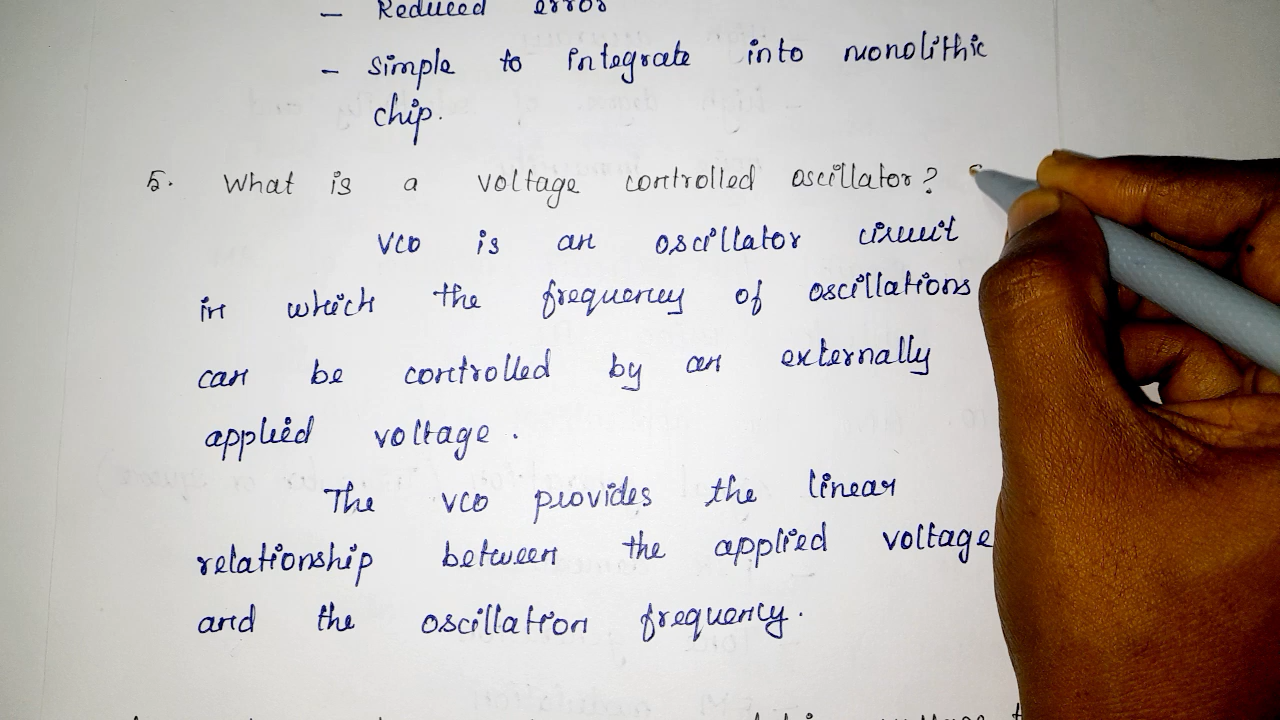 - Reduced error
- Simple to integrate into monolithic
chip.
5. What is a voltage controlled oscillator?
VCO is an oscillator circuit
in which the frequency of oscillations
can be controlled by an externally
applied voltage.
The VCO provides the linear
relationship between the applied voltage
and the oscillation frequency.